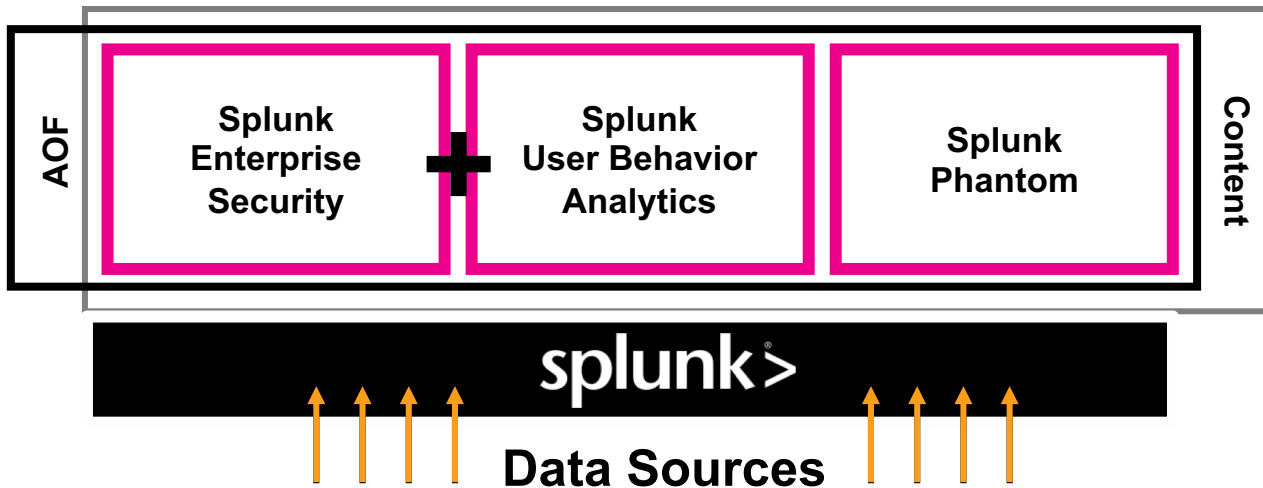 AOF
Splunk
Enterprise
Security
+
Splunk
User Behavior
Analytics
Splunk
Phantom
Content
splunk>®
Data Sources